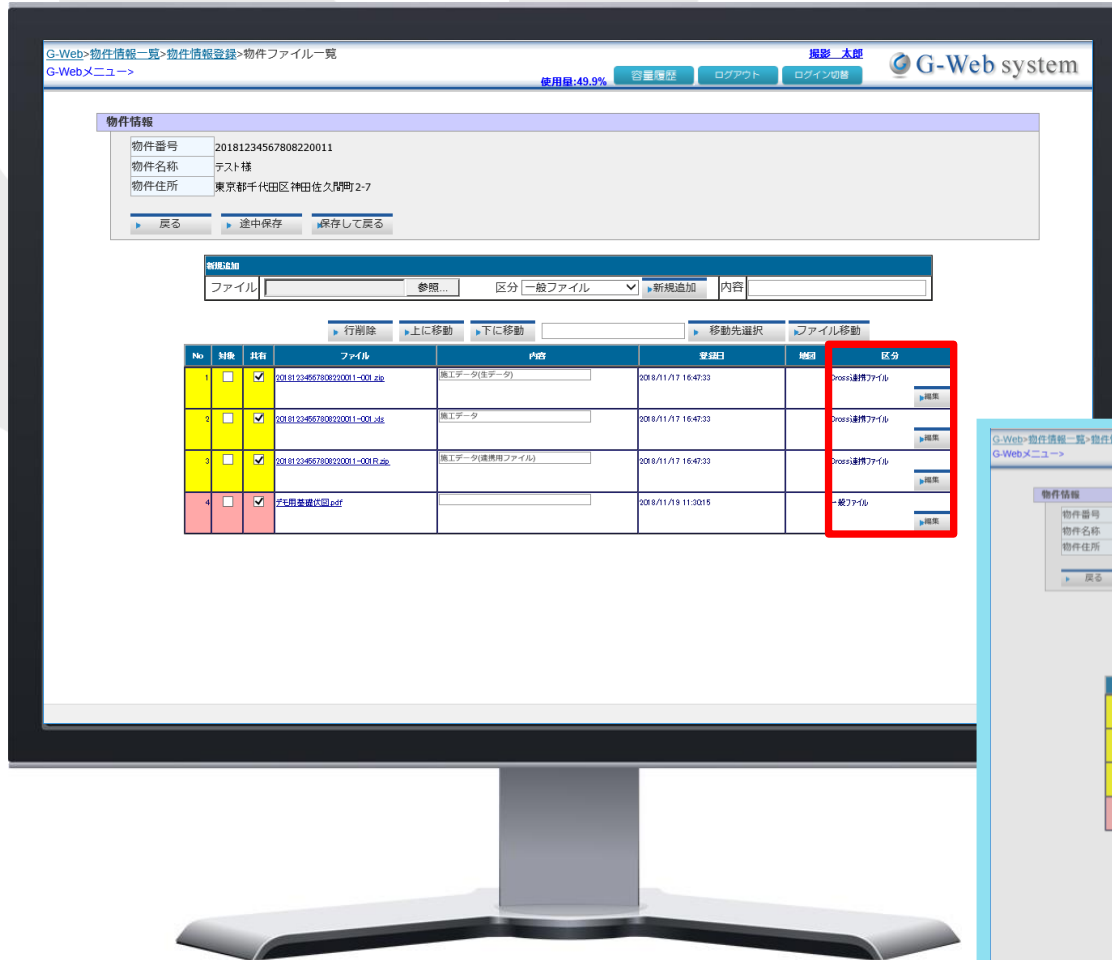 G-Web>物件情報一覧>物件情報登録>物件ファイル一覧
撮影 太郎
G-Webメニュー>
使用量:49.9%
容量履歴 ログアウト ログイン切替
G-Web system
物件情報
物件番号 20181234567808220011
物件名称 テスト様
物件住所 東京都千代田区神田佐久間町2-7
戻る 途中保存 保存して戻る
新規追加
ファイル 参照... 区分 一般ファイル 新規追加 内容
行削除 上に移動 下に移動 移動先選択 ファイル移動
No 対象 共有 ファイル 内容 登録日 地図 区分
1 20181234567808220011-001.zip 施工データ(生データ) 2018/11/17 16:47:33 Cross連携ファイル
編集
2 20181234567808220011-001.xls 施工データ 2018/11/17 16:47:33 Cross連携ファイル
編集
3 20181234567808220011-001R.zip 施工データ(連携用ファイル) 2018/11/17 16:47:33 Cross連携ファイル
編集
4 デモ用基礎伏図.pdf 2018/11/19 11:30:15 一般ファイル
編集
G-Web>物件情報一覧>物件
G-Webメニュー>
物件情報
物件番号
物件名称
物件住所
戻る